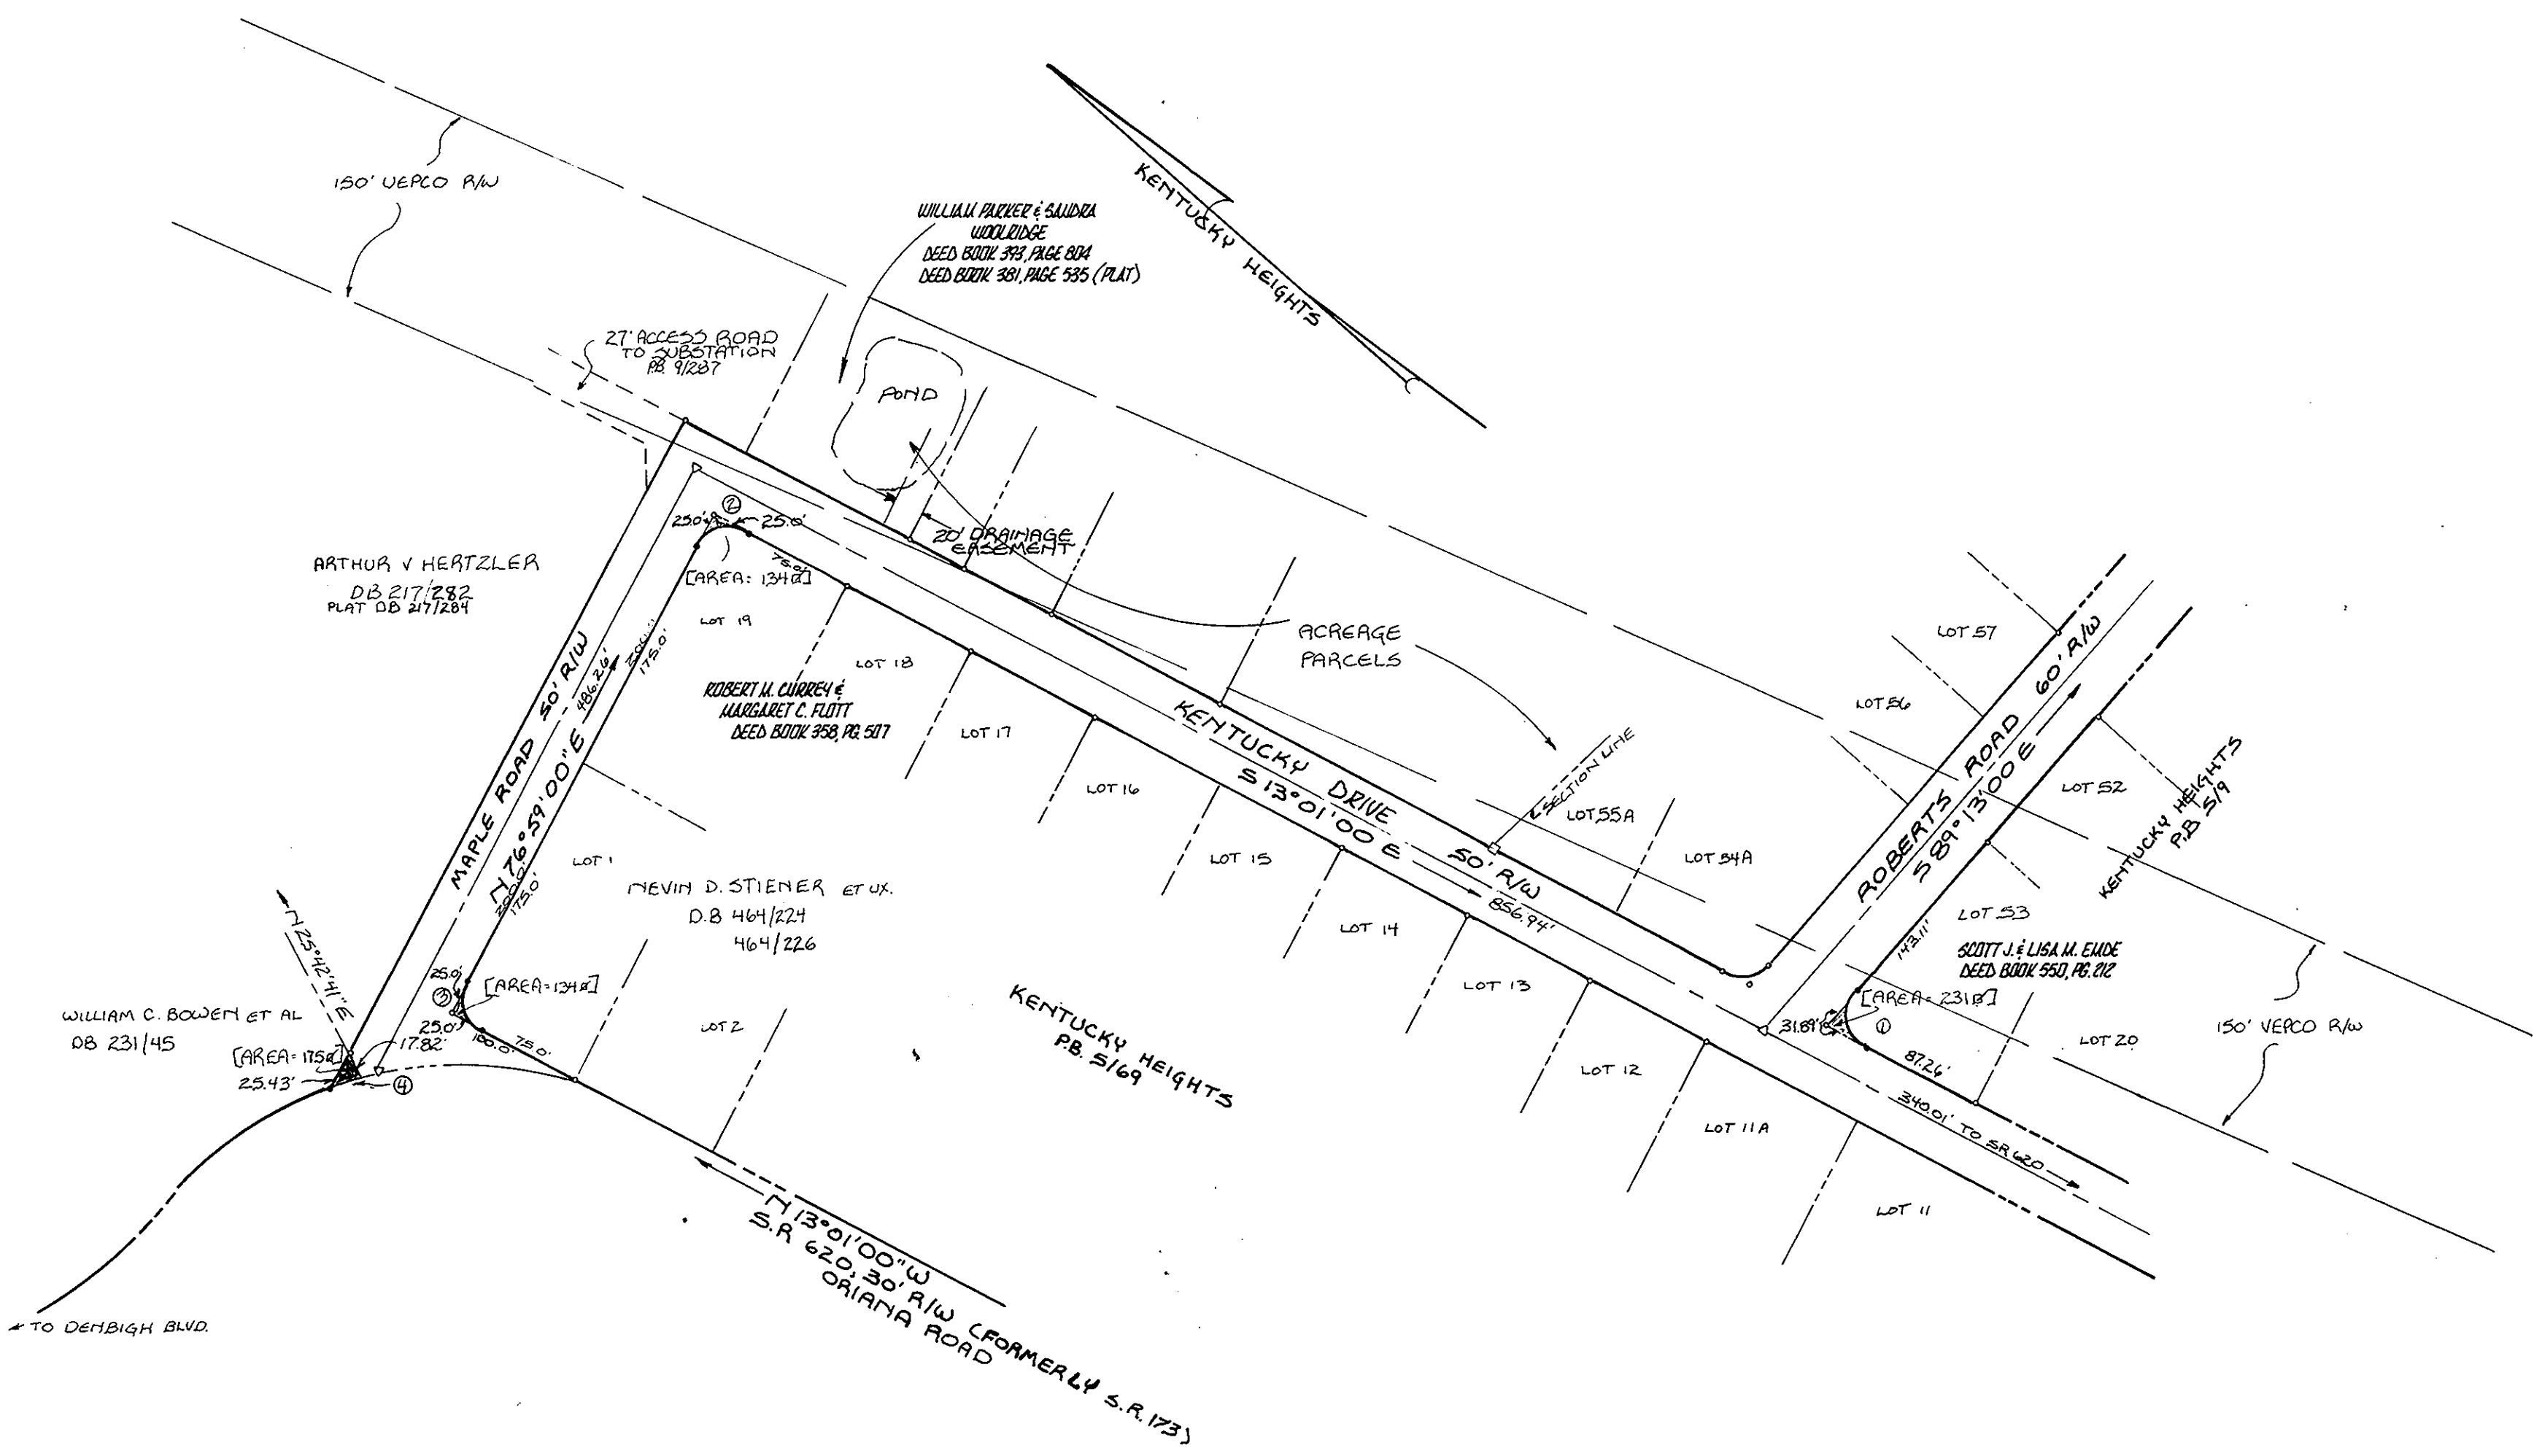 150' VEPCO R/W
KENTUCKY HEIGHTS
WILLIAM PARKER & SANDRA
WOOLRIDGE
DEED BOOK 393, PAGE 804
DEED BOOK 381, PAGE 535 (PLAT)
27' ACCESS ROAD
TO SUBSTATION
P.B. 9/287
POND
20' DRAINAGE
EASEMENT
②
25.0'
25.0'
75.0'
[AREA: 134⌀]
ARTHUR V HERTZLER
DB 217/282
PLAT DB 217/284
LOT 19
LOT 18
ROBERT M. CURREY &
MARGARET C. FLOTT
DEED BOOK 358, PG. 507
LOT 17
LOT 16
LOT 15
LOT 14
LOT 13
LOT 12
LOT 11A
LOT 11
ACREAGE
PARCELS
KENTUCKY DRIVE
S 13°01'00 E
50' R/W
856.94'
SECTION LINE
LOT 55A
LOT 54A
LOT 57
LOT 56
ROBERTS ROAD 60' R/W
S 89°13'00 E
LOT 52
KENTUCKY HEIGHTS
P.B 5/9
LOT 53
143.11'
SCOTT J. & LISA M. EMDE
DEED BOOK 550, PG. 212
[AREA= 231⌀]
31.89'
①
87.26'
LOT 20
340.01' TO SR 620
150' VEPCO R/W
MAPLE ROAD 50' R/W
486.26'
N 76°59'00" E
200.0'
175.0'
175.0'
LOT 1
NEVIN D. STIENER ET UX.
D.B 464/224
464/226
LOT 2
KENTUCKY HEIGHTS
P.B. 5/69
N 25°42'41" E
WILLIAM C. BOWEN ET AL
DB 231/45
[AREA= 175⌀]
25.43'
17.82'
④
25.0'
③
25.0'
[AREA=134⌀]
100.0'
75.0'
N 13°01'00" W
S.R 620, 30' R/W (FORMERLY S.R. 173)
ORIANA ROAD
TO DENBIGH BLVD.